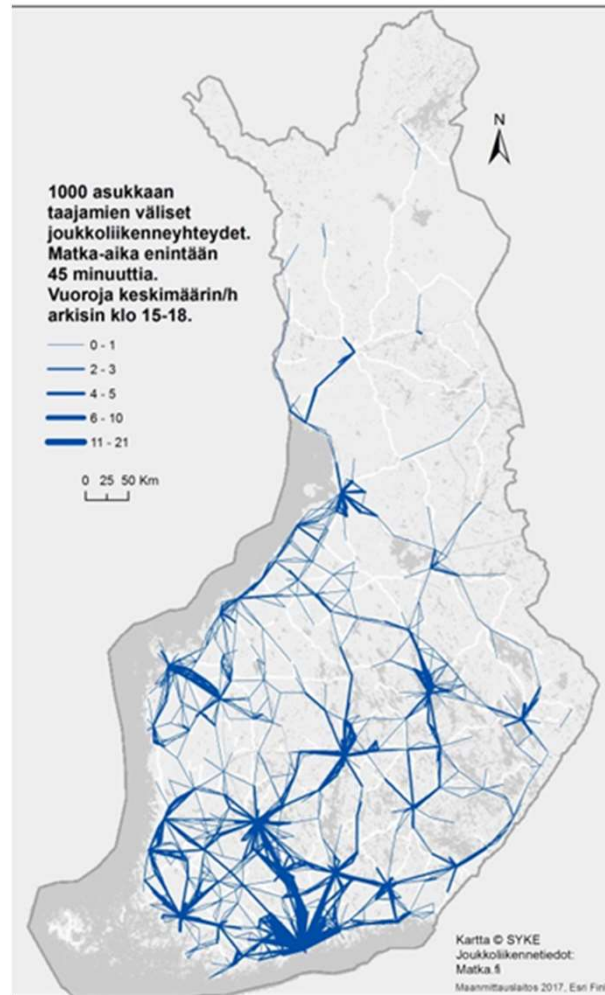 N
1000 asukkaan
taajamien väliset
joukkoliikenneyhteydet.
Matka-aika enintään
45 minuuttia.
Vuoroja keskimäärin/h
arkisin klo 15-18.
0 - 1
2 - 3
4 - 5
6 - 10
11 - 21
0 25 50 Km
Kartta © SYKE
Joukkoliikennetiedot:
Matka.fi
Maanmittauslaitos 2017, Esri Fin